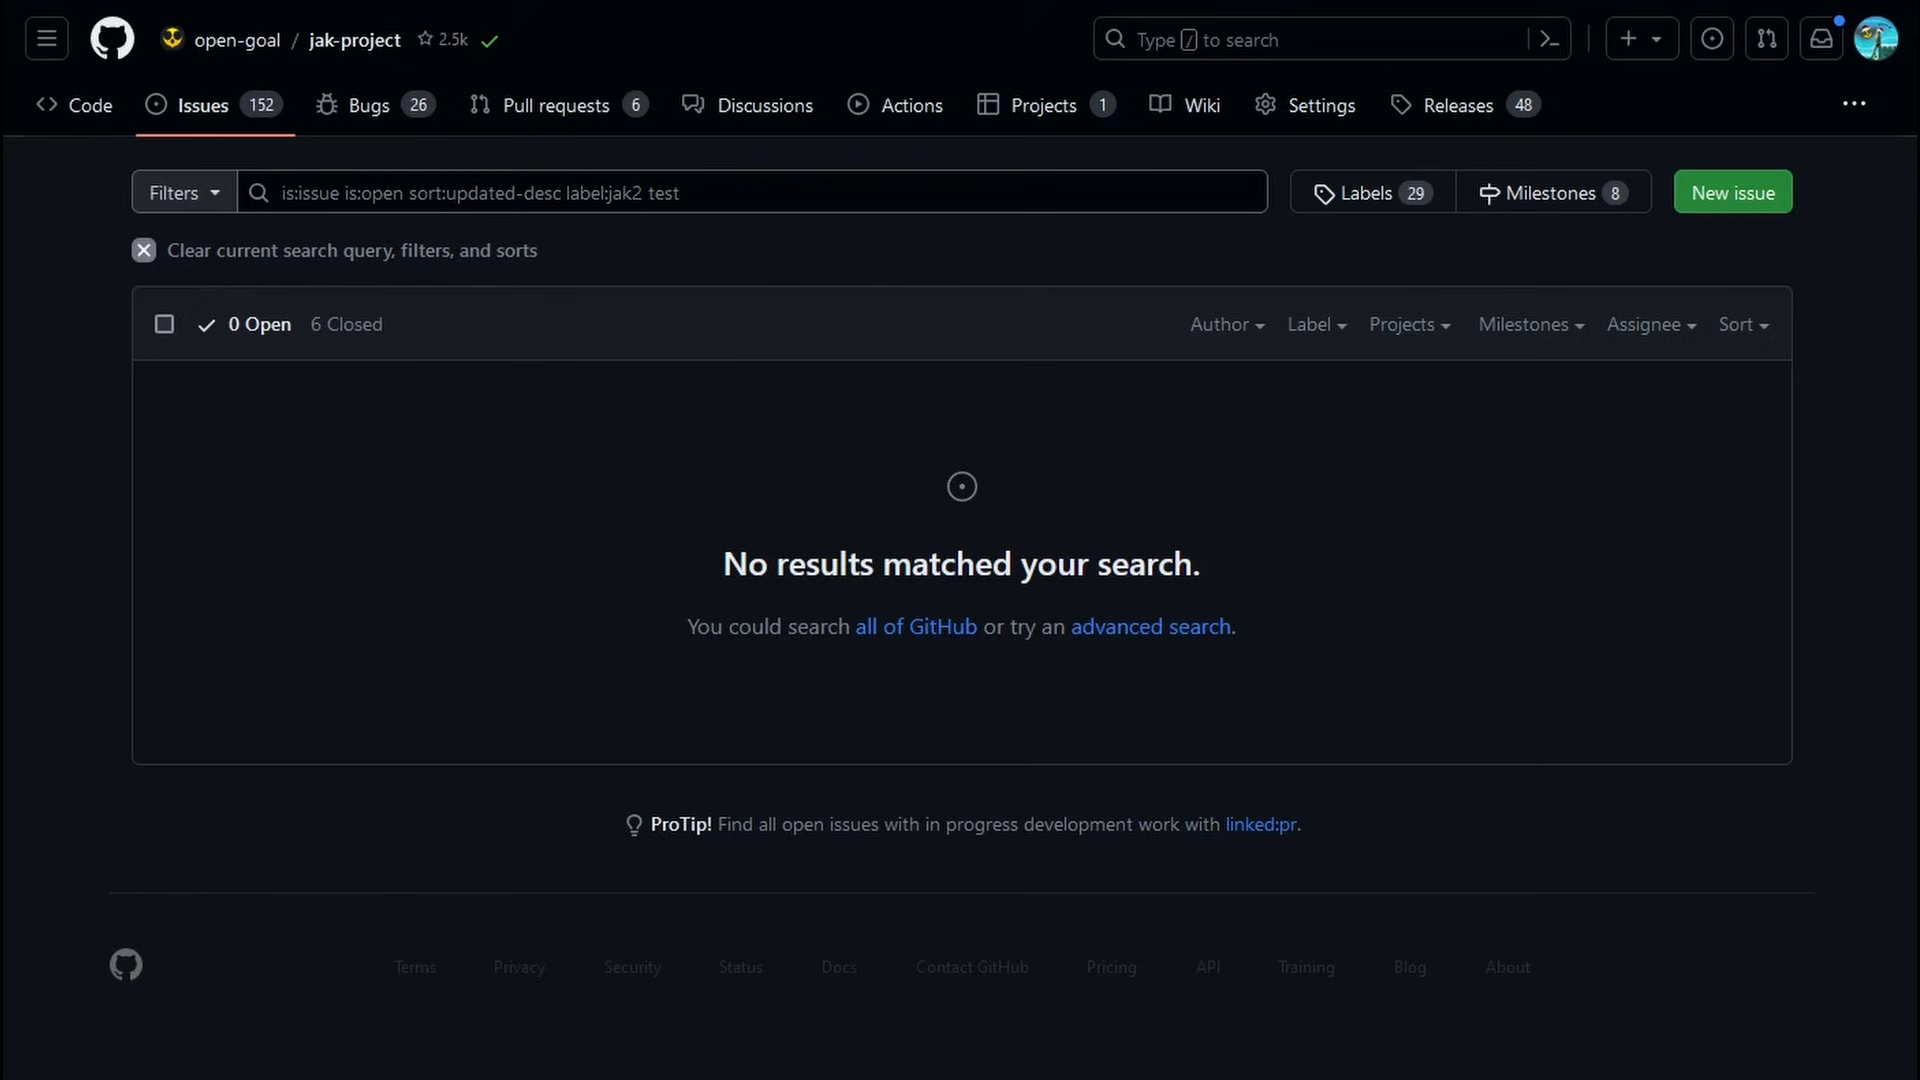 open-goal / jak-project 2.5k
Type / to search
Code Issues 152 Bugs 26 Pull requests 6 Discussions Actions Projects 1 Wiki Settings Releases 48
Filters is:issue is:open sort:updated-desc label:jak2 test Labels 29 Milestones 8 New issue
Clear current search query, filters, and sorts
0 Open 6 Closed Author Label Projects Milestones Assignee Sort
No results matched your search.
You could search all of GitHub or try an advanced search.
ProTip! Find all open issues with in progress development work with linked:pr.
Terms Privacy Security Status Docs Contact GitHub Pricing API Training Blog About